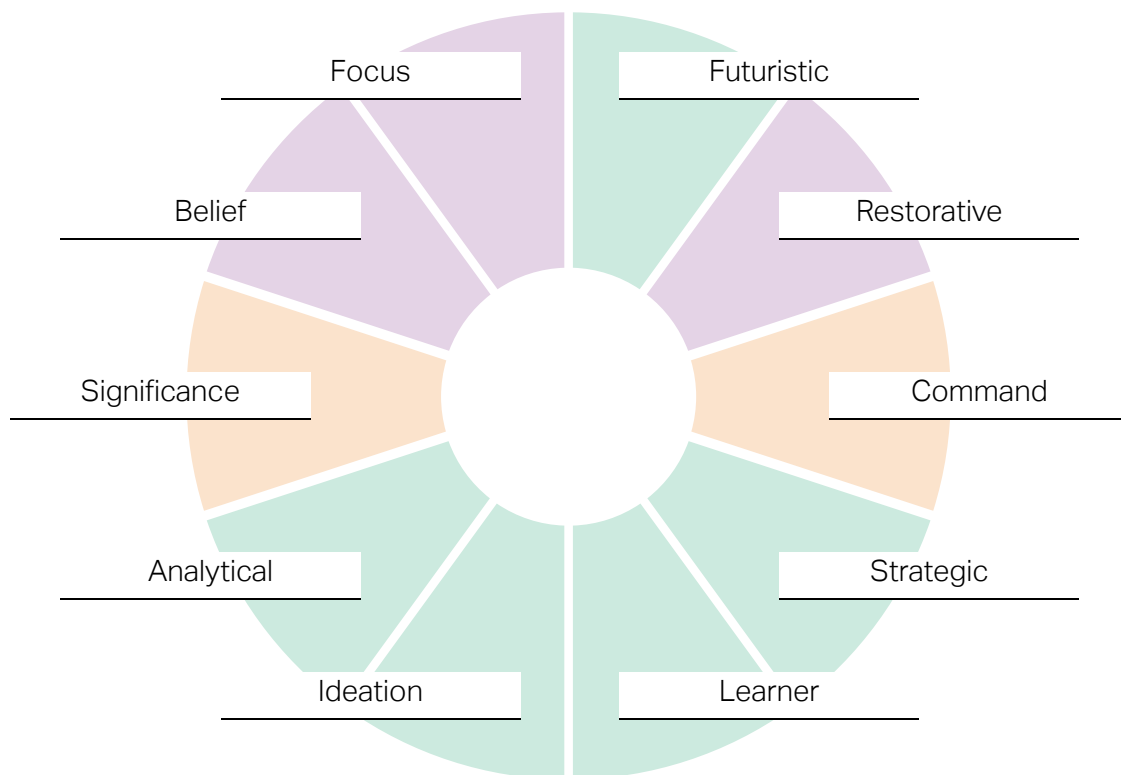 Focus
Futuristic
Belief
Restorative
Significance
Command
Analytical
Strategic
Ideation
Learner